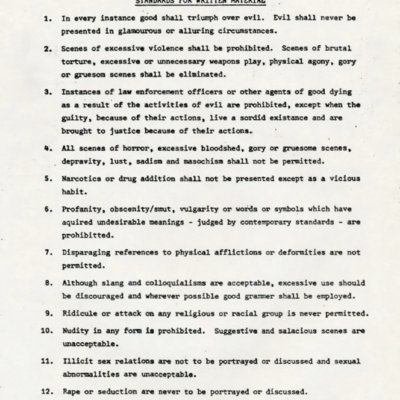 STANDARDS FOR WRITTEN MATERIAL
1. In every instance good shall triumph over evil. Evil shall never be
presented in glamourous or alluring circumstances.
2. Scenes of excessive violence shall be prohibited. Scenes of brutal
torture, excessive or unnecessary weapons play, physical agony, gory
or gruesom scenes shall be eliminated.
3. Instances of law enforcement officers or other agents of good dying
as a result of the activities of evil are prohibited, except when the
guilty, because of their actions, live a sordid existance and are
brought to justice because of their actions.
4. All scenes of horror, excessive bloodshed, gory or gruesome scenes,
depravity, lust, sadism and masochism shall not be permitted.
5. Narcotics or drug addition shall not be presented except as a vicious
habit.
6. Profanity, obscenity/smut, vulgarity or words or symbols which have
aquired undesirable meanings - judged by contemporary standards - are
prohibitted.
7. Disparaging references to physical afflictions or deformities are not
permitted.
8. Although slang and colloquialisms are acceptable, excessive use should
be discouraged and wherever possible good grammer shall be employed.
9. Ridicule or attack on any religious or racial group is never permitted.
10. Nudity in any form is prohibited. Suggestive and salacious scenes are
unacceptable.
11. Illicit sex relations are not to be portrayed or discussed and sexual
abnormalities are unacceptable.
12. Rape or seduction are never to be portrayed or discussed.